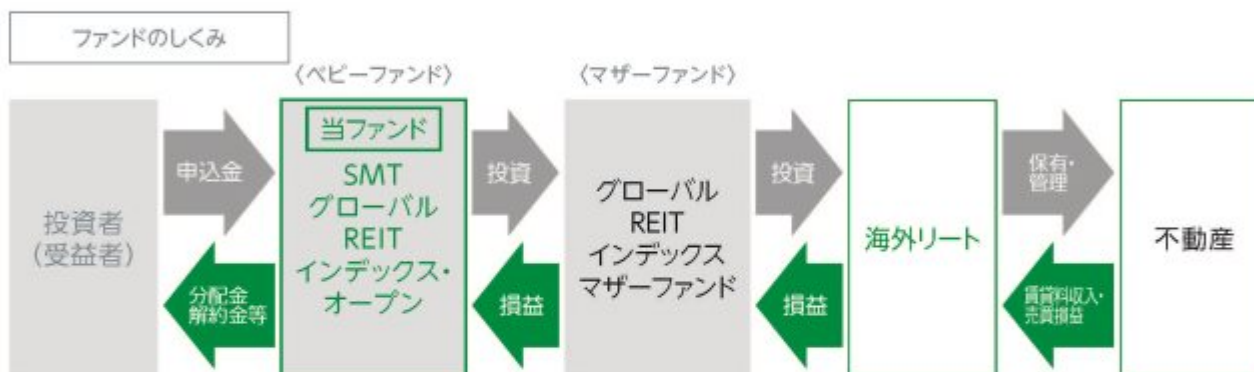 ファンドのしくみ
〈ベビーファンド〉
〈マザーファンド〉
投資者
(受益者)
申込金
分配金
解約金等
当ファンド
SMT
グローバル
REIT
インデックス・
オープン
投資
損益
グローバル
REIT
インデックス
マザーファンド
投資
損益
海外リート
保有・
管理
賃貸料収入・
売買損益
不動産